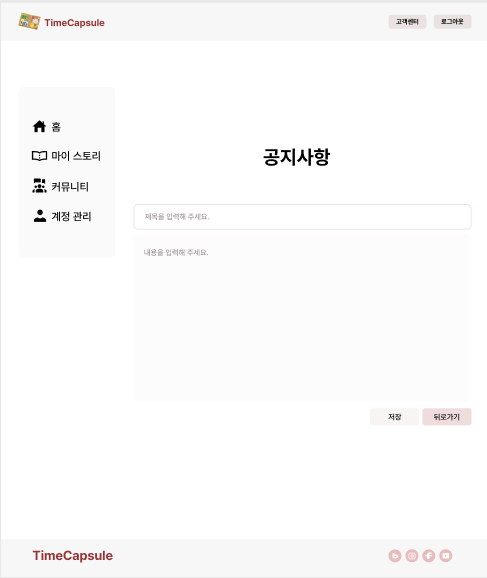 TimeCapsule
고객센터
로그아웃
홈
마이 스토리
커뮤니티
계정 관리
공지사항
제목을 입력해 주세요.
내용을 입력해 주세요.
저장
뒤로가기
TimeCapsule